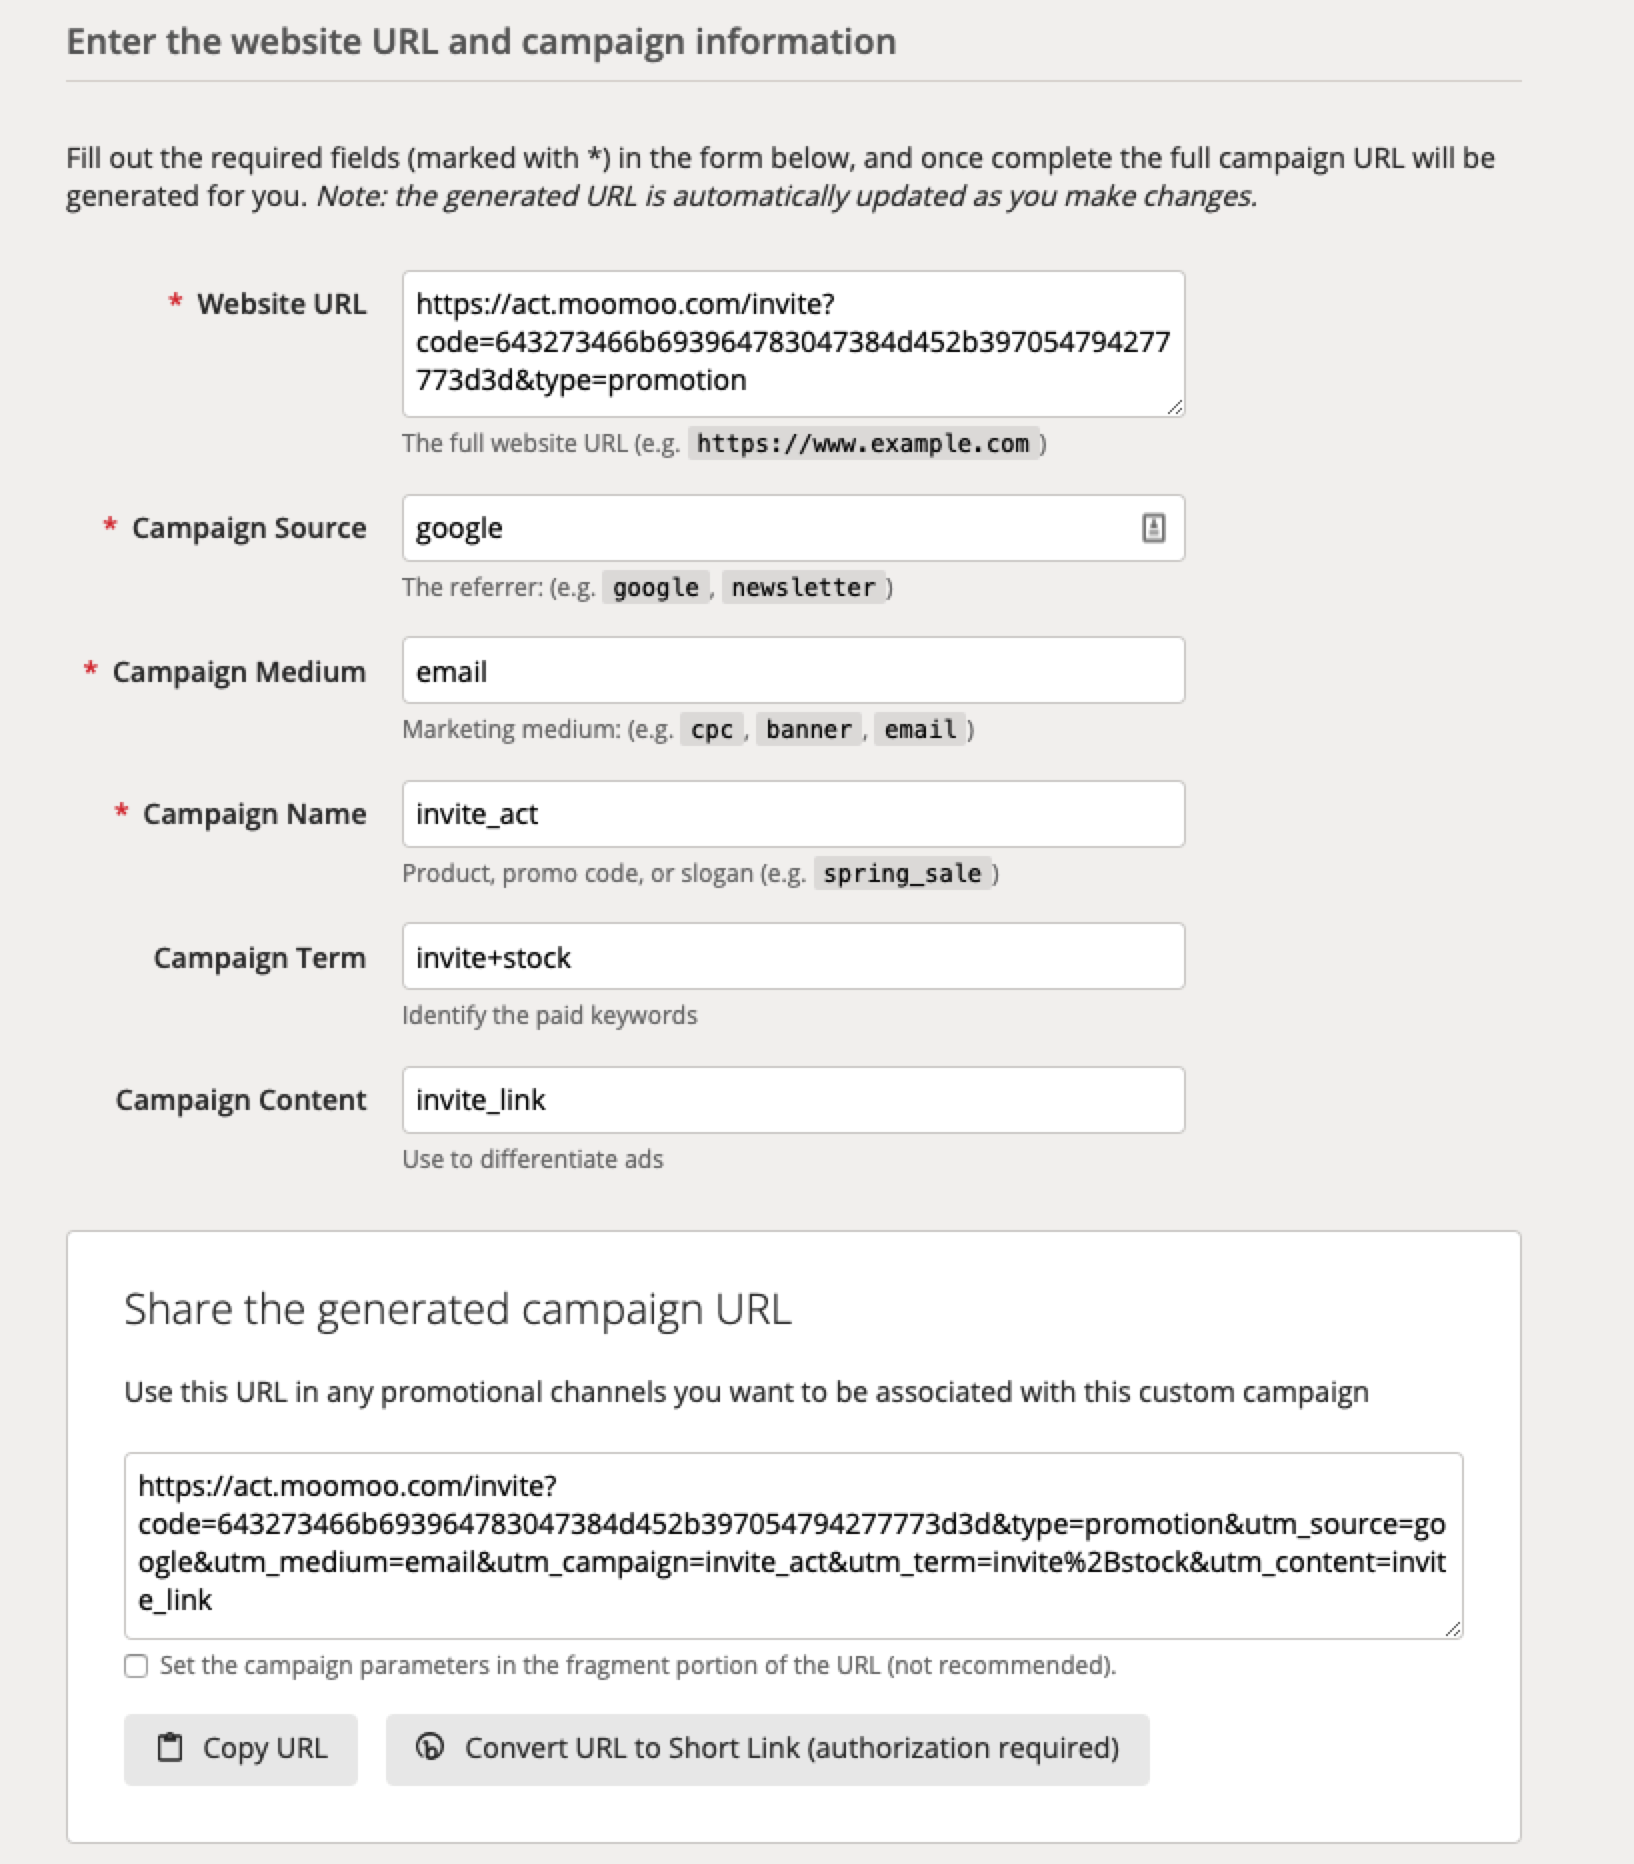 Enter the website URL and campaign information
Fill out the required fields (marked with *) in the form below, and once complete the full campaign URL will be
generated for you. Note: the generated URL is automatically updated as you make changes.
* Website URL
https://act.moomoo.com/invite?
code=643273466b693964783047384d452b397054794277
773d3d&type=promotion
The full website URL (e.g. https://www.example.com )
* Campaign Source
google
The referrer: (e.g. google , newsletter )
* Campaign Medium
email
Marketing medium: (e.g. cpc , banner , email )
* Campaign Name
invite_act
Product, promo code, or slogan (e.g. spring_sale )
Campaign Term
invite+stock
Identify the paid keywords
Campaign Content
invite_link
Use to differentiate ads
Share the generated campaign URL
Use this URL in any promotional channels you want to be associated with this custom campaign
https://act.moomoo.com/invite?
code=643273466b693964783047384d452b397054794277773d3d&type=promotion&utm_source=go
ogle&utm_medium=email&utm_campaign=invite_act&utm_term=invite%2Bstock&utm_content=invit
e_link
Set the campaign parameters in the fragment portion of the URL (not recommended).
Copy URL
Convert URL to Short Link (authorization required)